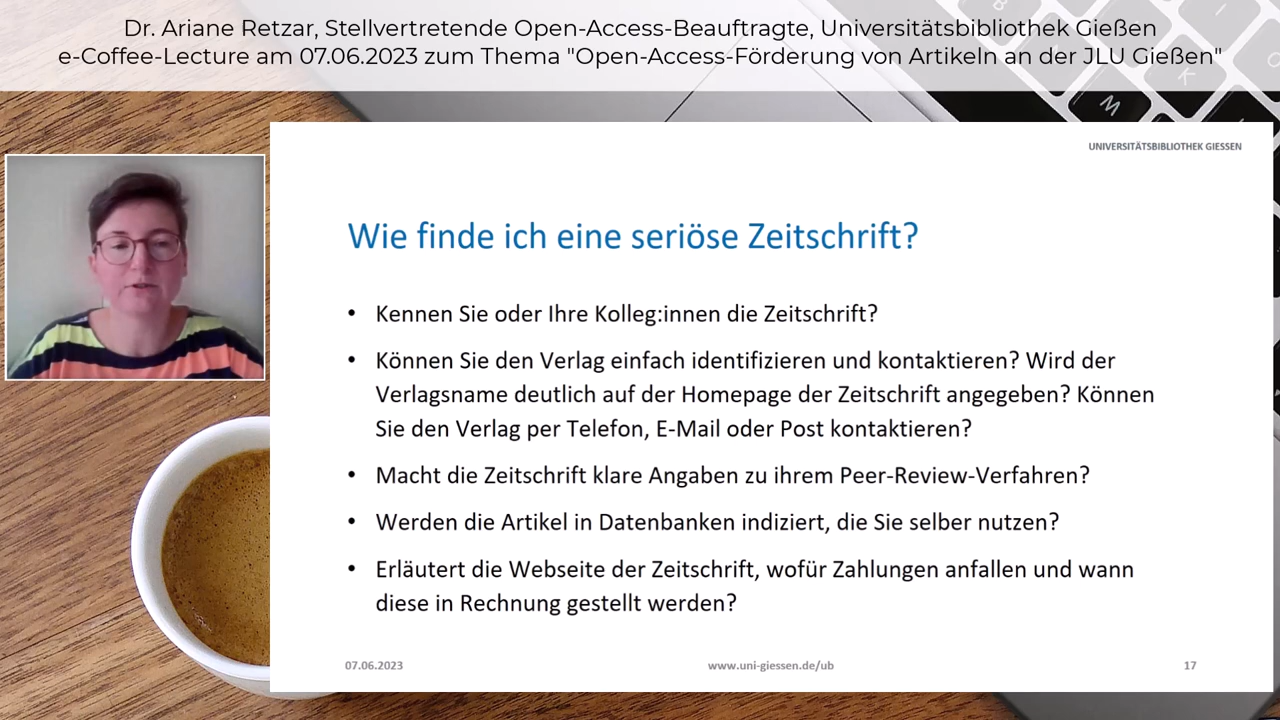 Dr. Ariane Retzar, Stellvertretende Open-Access-Beauftragte, Universitätsbibliothek Gießen
e-Coffee-Lecture am 07.06.2023 zum Thema "Open-Access-Förderung von Artikeln an der JLU Gießen"
UNIVERSITÄTSBIBLIOTHEK GIESSEN
Wie finde ich eine seriöse Zeitschrift?
• Kennen Sie oder Ihre Kolleg:innen die Zeitschrift?
• Können Sie den Verlag einfach identifizieren und kontaktieren? Wird der
Verlagsname deutlich auf der Homepage der Zeitschrift angegeben? Können
Sie den Verlag per Telefon, E-Mail oder Post kontaktieren?
• Macht die Zeitschrift klare Angaben zu ihrem Peer-Review-Verfahren?
• Werden die Artikel in Datenbanken indiziert, die Sie selber nutzen?
• Erläutert die Webseite der Zeitschrift, wofür Zahlungen anfallen und wann
diese in Rechnung gestellt werden?
07.06.2023
www.uni-giessen.de/ub
17